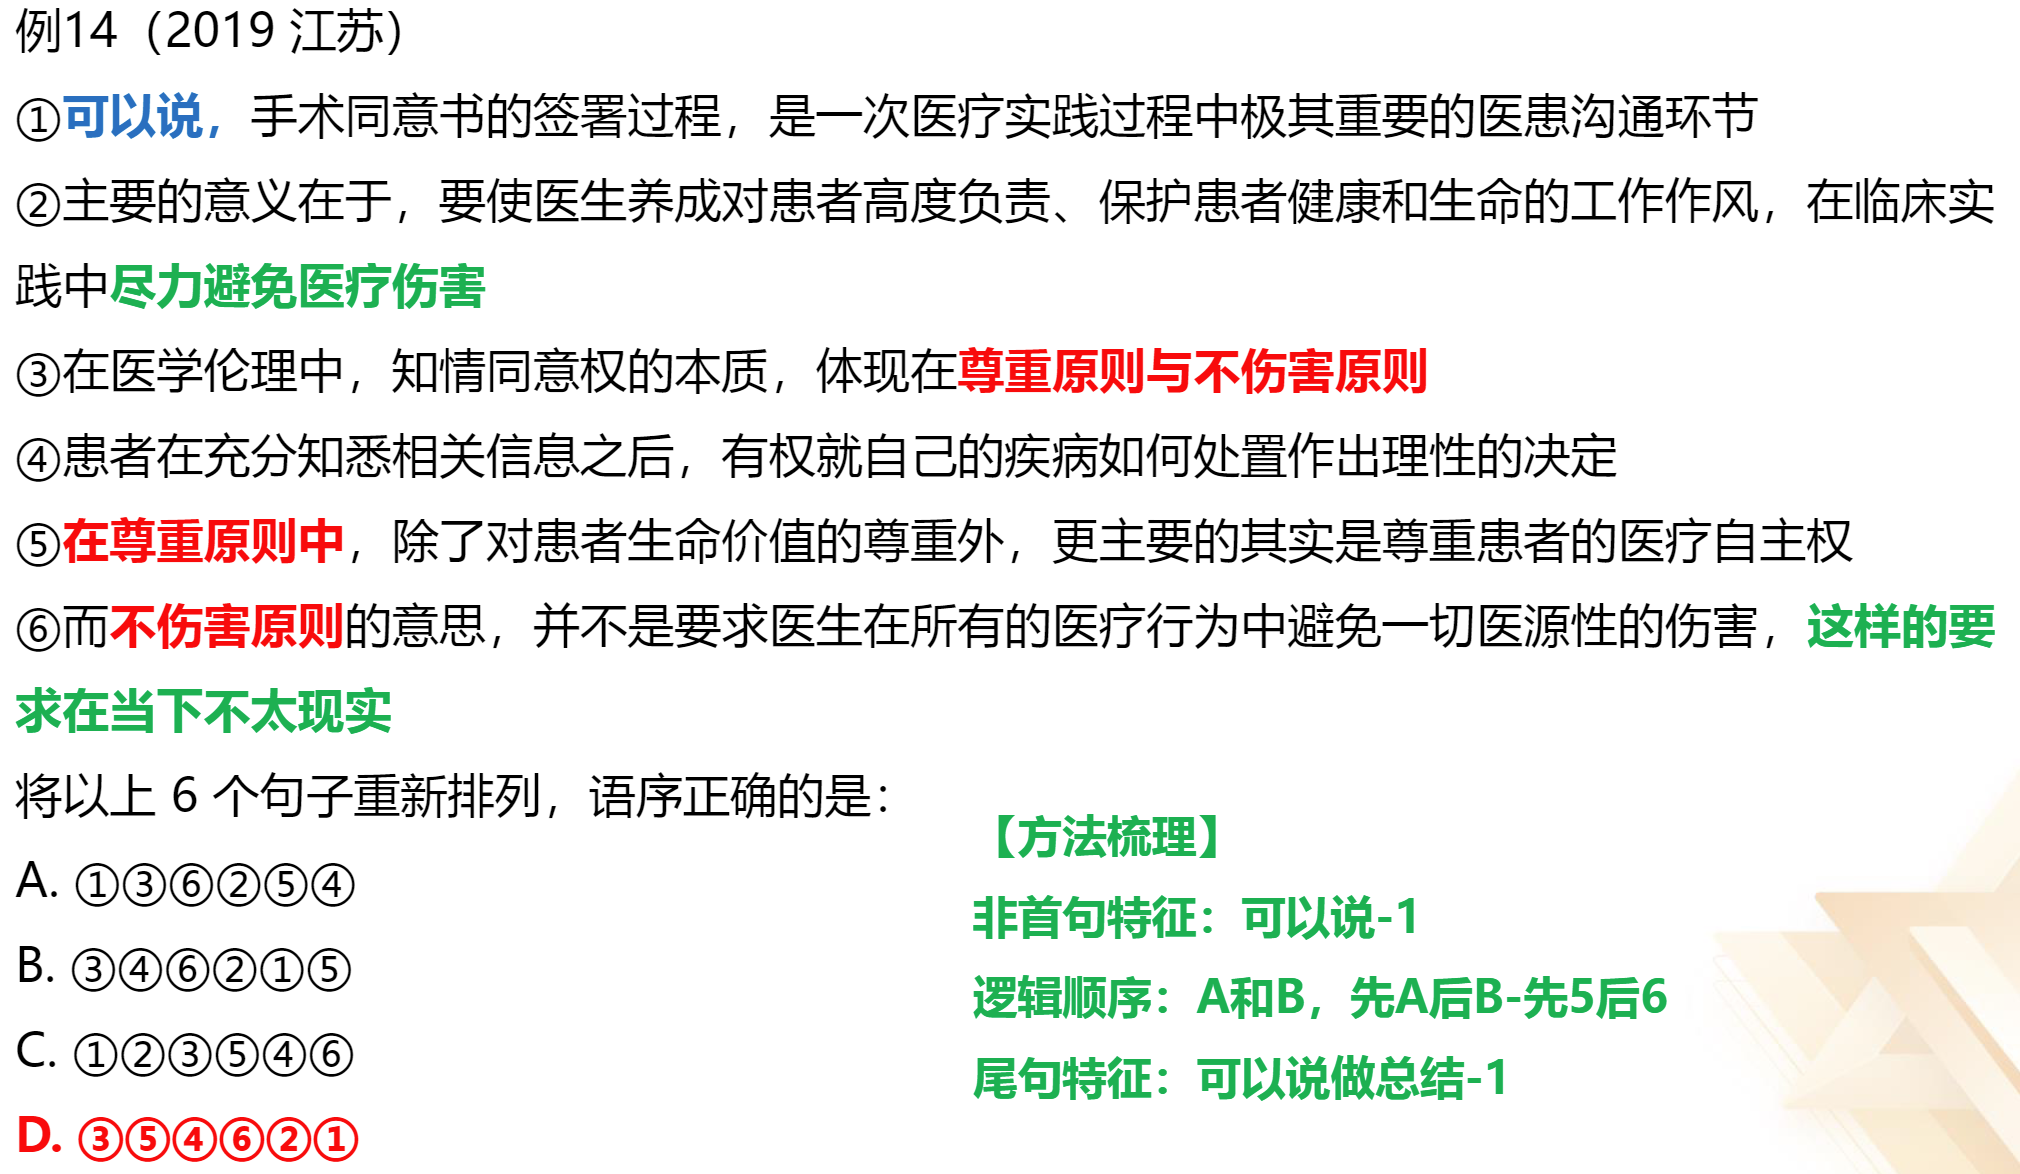 例14（2019 江苏）
①可以说，手术同意书的签署过程，是一次医疗实践过程中极其重要的医患沟通环节
②主要的意义在于，要使医生养成对患者高度负责、保护患者健康和生命的工作作风，在临床实
践中尽力避免医疗伤害
③在医学伦理中，知情同意权的本质，体现在尊重原则与不伤害原则
④患者在充分知悉相关信息之后，有权就自己的疾病如何处置作出理性的决定
⑤在尊重原则中，除了对患者生命价值的尊重外，更主要的其实是尊重患者的医疗自主权
⑥而不伤害原则的意思，并不是要求医生在所有的医疗行为中避免一切医源性的伤害，这样的要
求在当下不太现实
将以上 6 个句子重新排列，语序正确的是：
A. ①③⑥②⑤④
B. ③④⑥②①⑤
C. ①②③⑤④⑥
D. ③⑤④⑥②①
【方法梳理】
非首句特征：可以说-1
逻辑顺序：A和B，先A后B-先5后6
尾句特征：可以说做总结-1